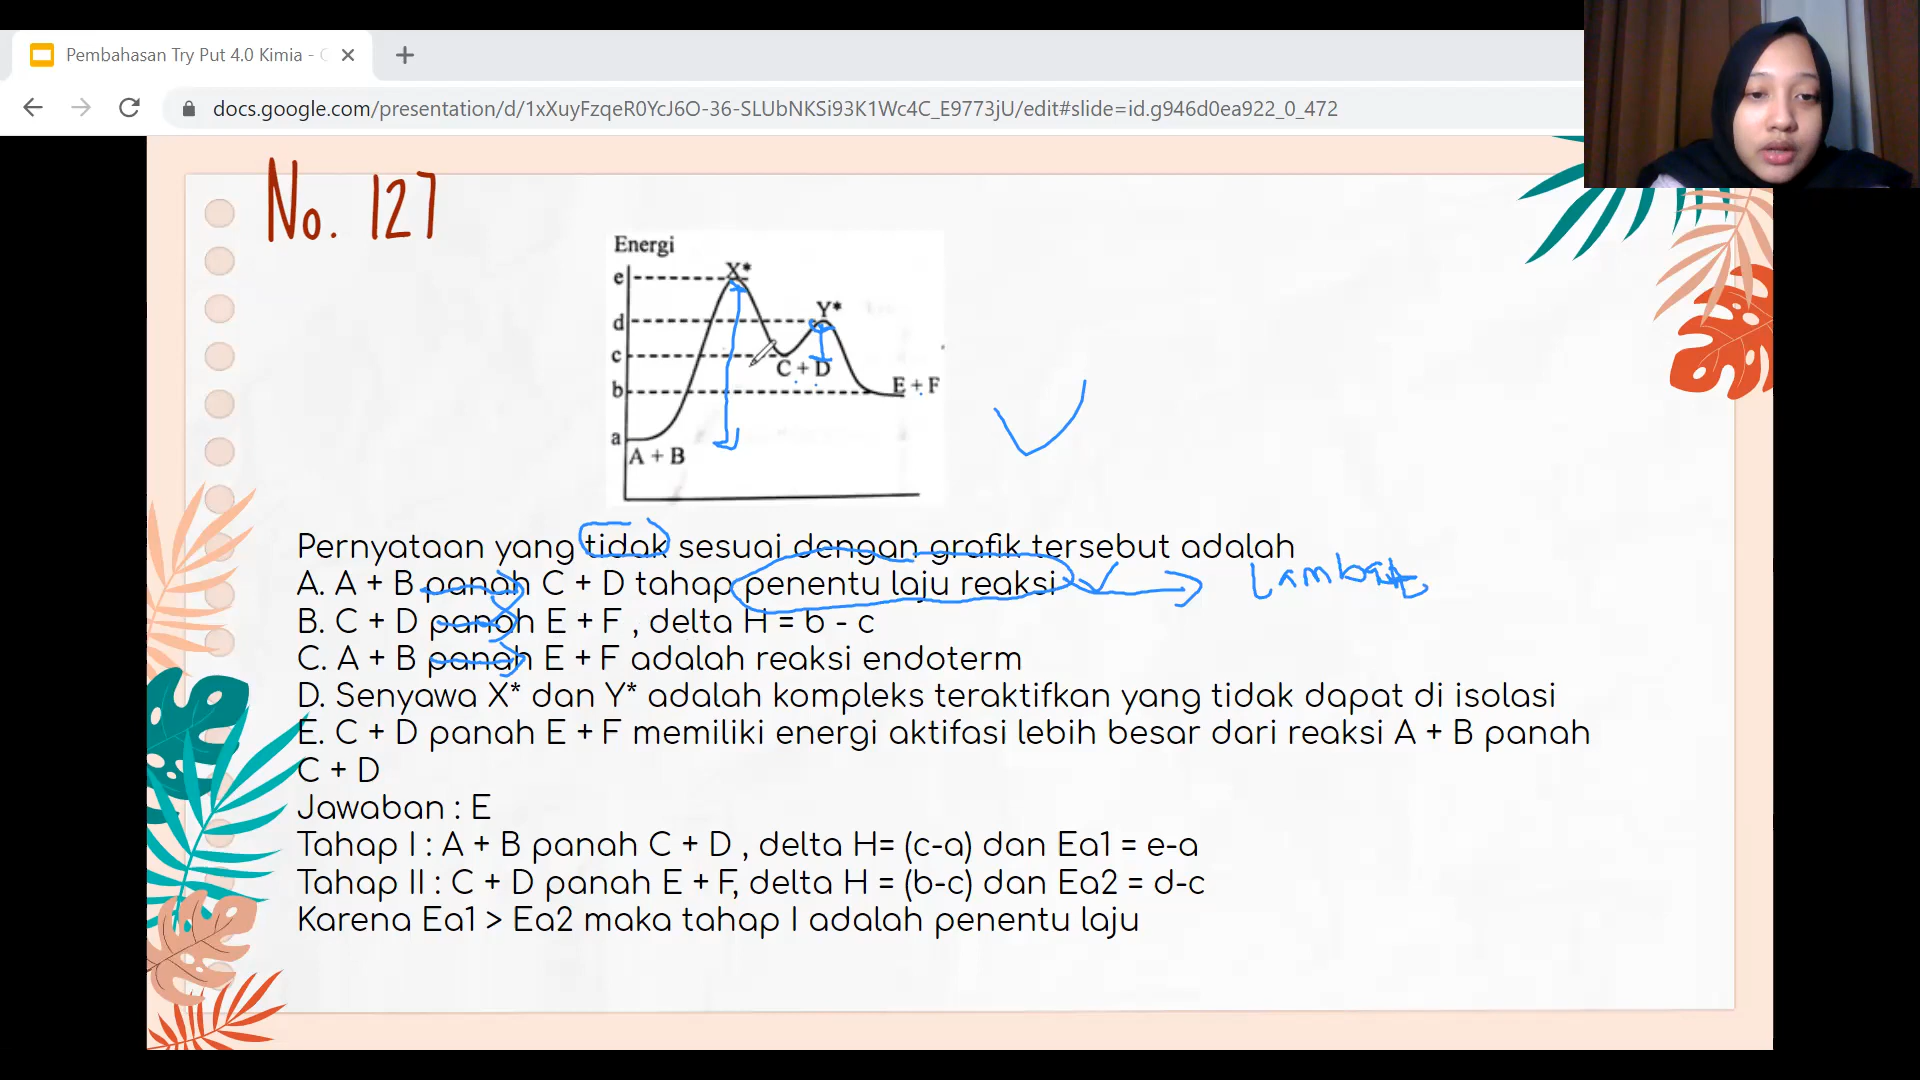 Pembahasan Try Put 4.0 Kimia -
docs.google.com/presentation/d/1xXuyFzqeR0YcJ6O-36-SLUbNKSi93K1Wc4C_E9773jU/edit#slide=id.g946d0ea922_0_472
No. 127
Energi
e
X*
Y*
d
c
C + D
b
E + F
a
A + B
Pernyataan yang tidak sesuai dengan grafik tersebut adalah
A. A + B panah C + D tahap penentu laju reaksi
Lambat
B. C + D panah E + F , delta H = b - c
C. A + B panah E + F adalah reaksi endoterm
D. Senyawa X* dan Y* adalah kompleks teraktifkan yang tidak dapat di isolasi
E. C + D panah E + F memiliki energi aktifasi lebih besar dari reaksi A + B panah
C + D
Jawaban : E
Tahap I : A + B panah C + D , delta H= (c-a) dan Ea1 = e-a
Tahap II : C + D panah E + F, delta H = (b-c) dan Ea2 = d-c
Karena Ea1 > Ea2 maka tahap I adalah penentu laju